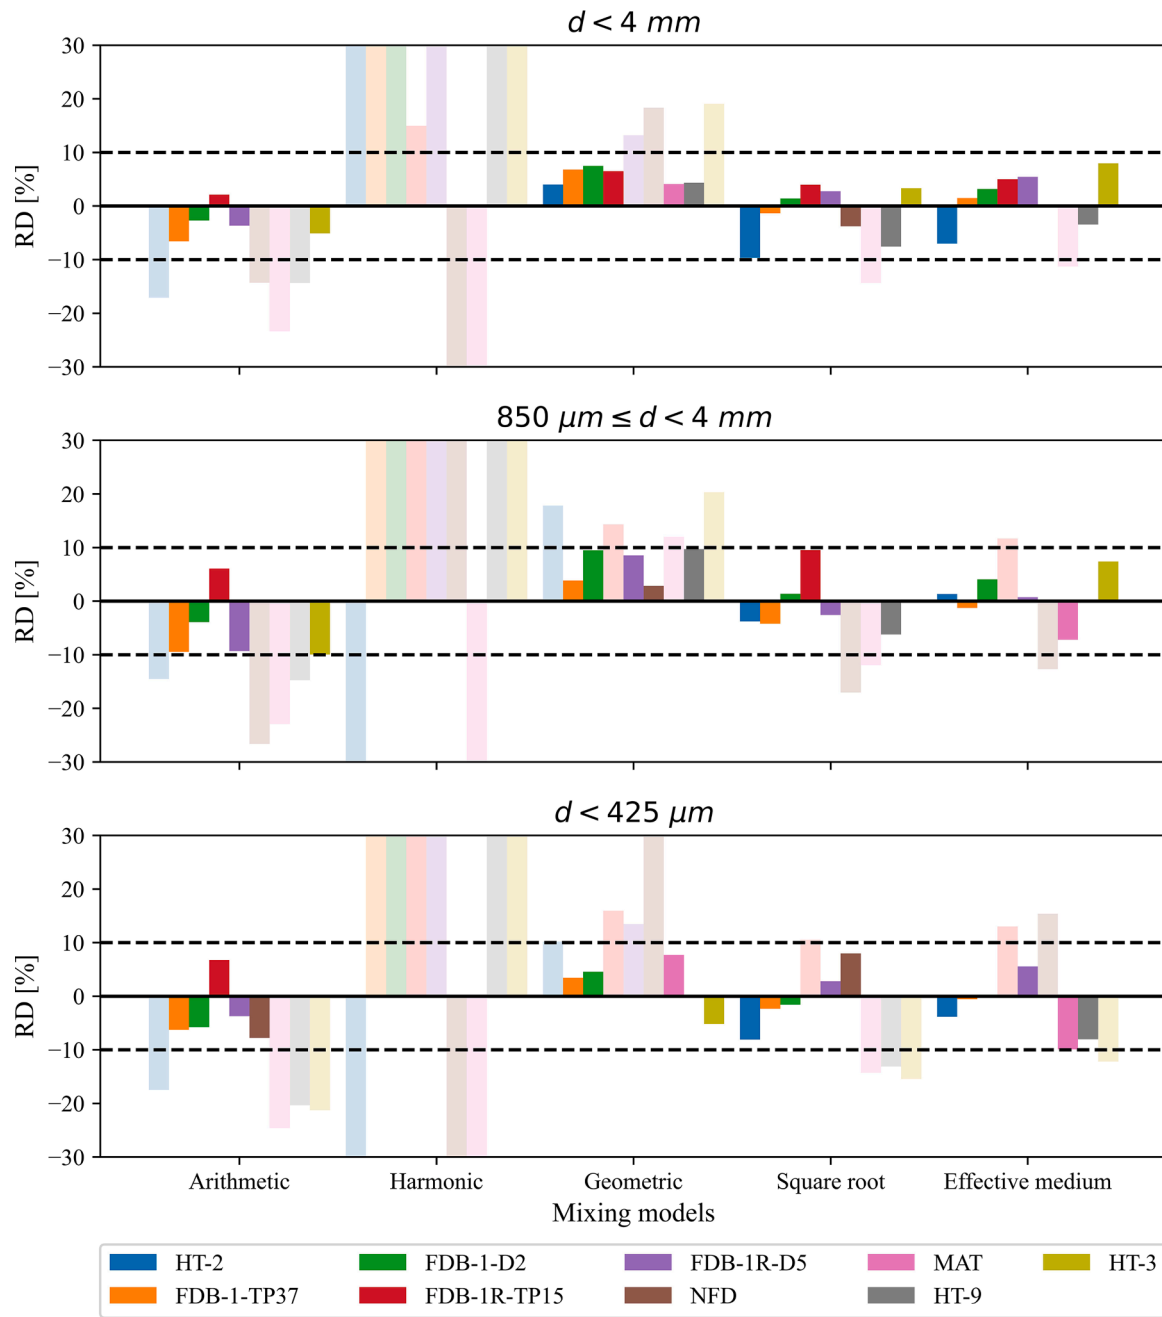 d < 4 mm
30
20
10
0
−10
−20
−30
RD [%]
850 μm ≤ d < 4 mm
30
20
10
0
−10
−20
−30
RD [%]
d < 425 μm
30
20
10
0
−10
−20
−30
RD [%]
Arithmetic Harmonic Geometric Square root Effective medium
Mixing models
HT-2 FDB-1-D2 FDB-1R-D5 MAT HT-3
FDB-1-TP37 FDB-1R-TP15 NFD HT-9